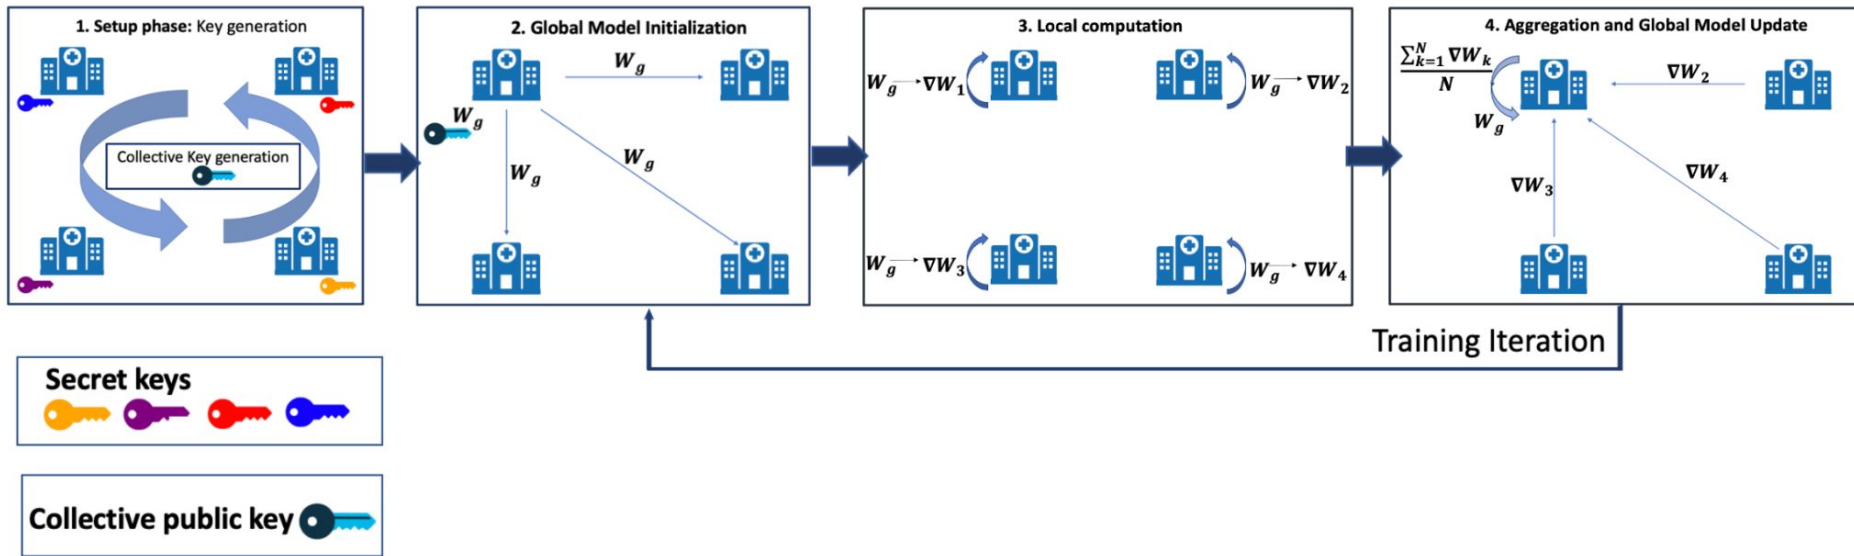 1. Setup phase: Key generation
Collective Key generation
2. Global Model Initialization
W_g
W_g
W_g
W_g
3. Local computation
W_g → ∇W_1
W_g → ∇W_2
W_g → ∇W_3
W_g → ∇W_4
4. Aggregation and Global Model Update
∑_{k=1}^{N} ∇W_k
N
W_g
∇W_2
∇W_3
∇W_4
Training Iteration
Secret keys
Collective public key